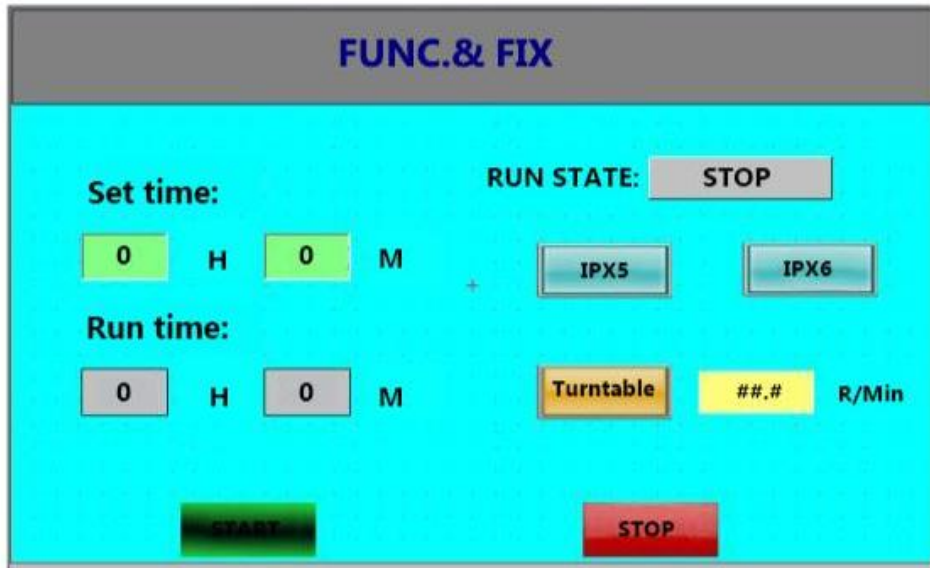 FUNC.& FIX
Set time:
RUN STATE: STOP
0 H 0 M
IPX5 IPX6
Run time:
0 H 0 M
Turntable ##.# R/Min
START
STOP